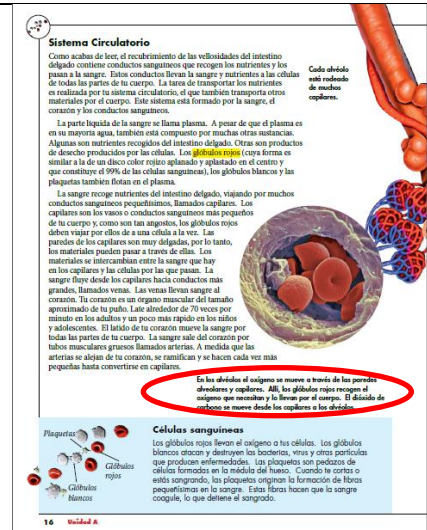 Sistema Circulatorio
Como acabas de leer, el recubrimiento de las vellosidades del intestino
delgado contiene conductos sanguíneos que recogen los nutrientes y los
pasan a la sangre. Estos conductos llevan la sangre y nutrientes a las células
de todas las partes de tu cuerpo. La tarea de transportar los nutrientes
es realizada por tu sistema circulatorio, el que también transporta otros
materiales por el cuerpo. Este sistema está formado por la sangre, el
corazón y los conductos sanguíneos.
La parte líquida de la sangre se llama plasma. A pesar de que el plasma es
en su mayoría agua, también está compuesto por muchas otras sustancias.
Algunas son nutrientes recogidos del intestino delgado. Otras son productos
de desecho producidos por las células. Los glóbulos rojos (cuya forma es
similar a la de un disco color rojizo aplanado y aplastado en el centro y
que constituye el 99% de las células sanguíneas), los glóbulos blancos y las
plaquetas también flotan en el plasma.
La sangre recoge nutrientes del intestino delgado, viajando por muchos
conductos sanguíneos pequeñísimos, llamados capilares. Los
capilares son los vasos o conductos sanguíneos más pequeños
de tu cuerpo y, como son tan angostos, los glóbulos rojos
deben viajar por ellos de a una célula a la vez. Las
paredes de los capilares son muy delgadas, por lo tanto,
los materiales pueden pasar a través de ellas. Los
materiales se intercambian entre la sangre que hay
en los capilares y las células por las que pasan. La
sangre fluye desde los capilares hacia conductos más
grandes, llamados venas. Las venas llevan sangre al
corazón. Tu corazón es un órgano muscular del tamaño
aproximado de tu puño. Late alrededor de 70 veces por
minuto en los adultos y un poco más rápido en los niños
y adolescentes. El latido de tu corazón mueve la sangre por
todas las partes de tu cuerpo. La sangre sale del corazón por
tubos musculares gruesos llamados arterias. A medida que las
arterias se alejan de tu corazón, se ramifican y se hacen cada vez más
pequeñas hasta convertirse en capilares.
Cada alvéolo
está rodeado
de muchos
capilares.
En los alvéolos el oxígeno se mueve a través de las paredes
alveolares y capilares. Allí, los glóbulos rojos recogen el
oxígeno que necesitan y lo llevan por el cuerpo. El dióxido de
carbono se mueve desde los capilares a los alvéolos.
Plaquetas
Glóbulos
rojos
Glóbulos
blancos
Células sanguíneas
Los glóbulos rojos llevan el oxígeno a tus células. Los glóbulos
blancos atacan y destruyen las bacterias, virus y otras partículas
que producen enfermedades. Las plaquetas son pedazos de
células formadas en la médula del hueso. Cuando te cortas o
estás sangrando, las plaquetas originan la formación de fibras
pequeñísimas en la sangre. Estas fibras hacen que la sangre
coagule, lo que detiene el sangrado.
16 Unidad A